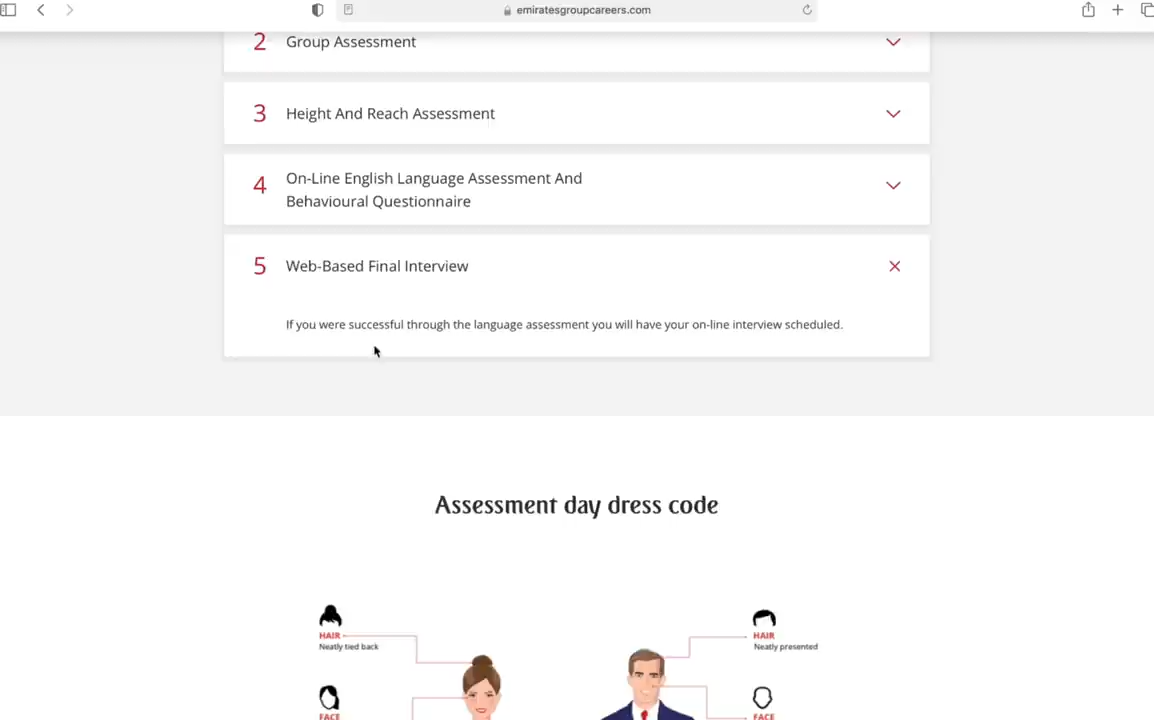 emiratesgroupcareers.com
2 Group Assessment
3 Height And Reach Assessment
4 On-Line English Language Assessment And
Behavioural Questionnaire
5 Web-Based Final Interview
If you were successful through the language assessment you will have your on-line interview scheduled.
Assessment day dress code
HAIR
Neatly tied back
HAIR
Neatly presented
FACE
FACE